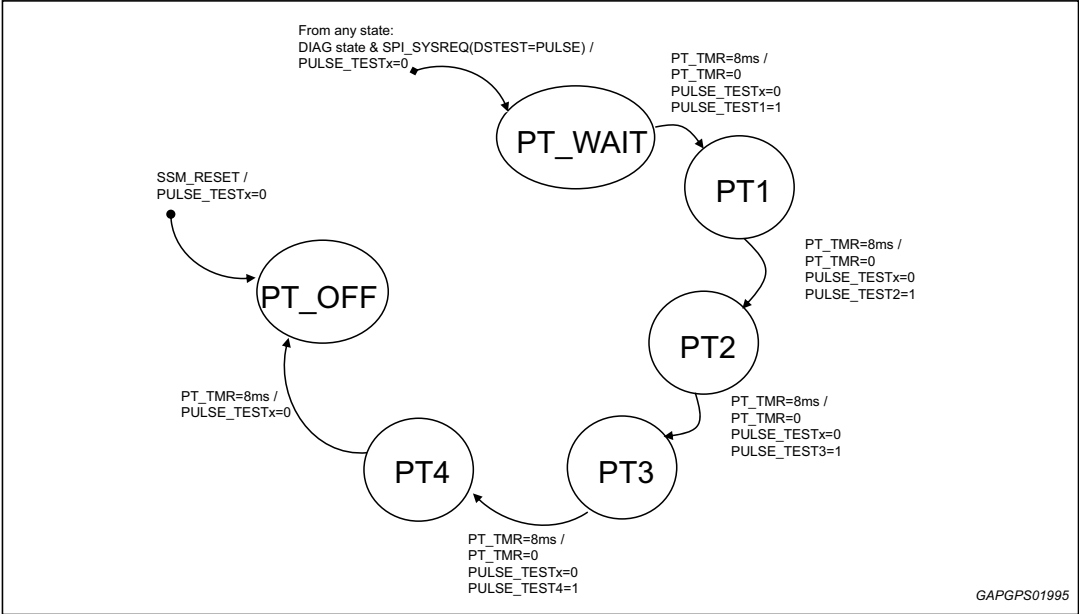 From any state:
DIAG state & SPI_SYSREQ(DSTEST=PULSE) /
PULSE_TESTx=0
PT_TMR=8ms /
PT_TMR=0
PULSE_TESTx=0
PULSE_TEST1=1
PT_WAIT
PT1
SSM_RESET /
PULSE_TESTx=0
PT_TMR=8ms /
PT_TMR=0
PULSE_TESTx=0
PULSE_TEST2=1
PT_OFF
PT2
PT_TMR=8ms /
PULSE_TESTx=0
PT_TMR=8ms /
PT_TMR=0
PULSE_TESTx=0
PULSE_TEST3=1
PT4
PT3
PT_TMR=8ms /
PT_TMR=0
PULSE_TESTx=0
PULSE_TEST4=1
GAPGPS01995